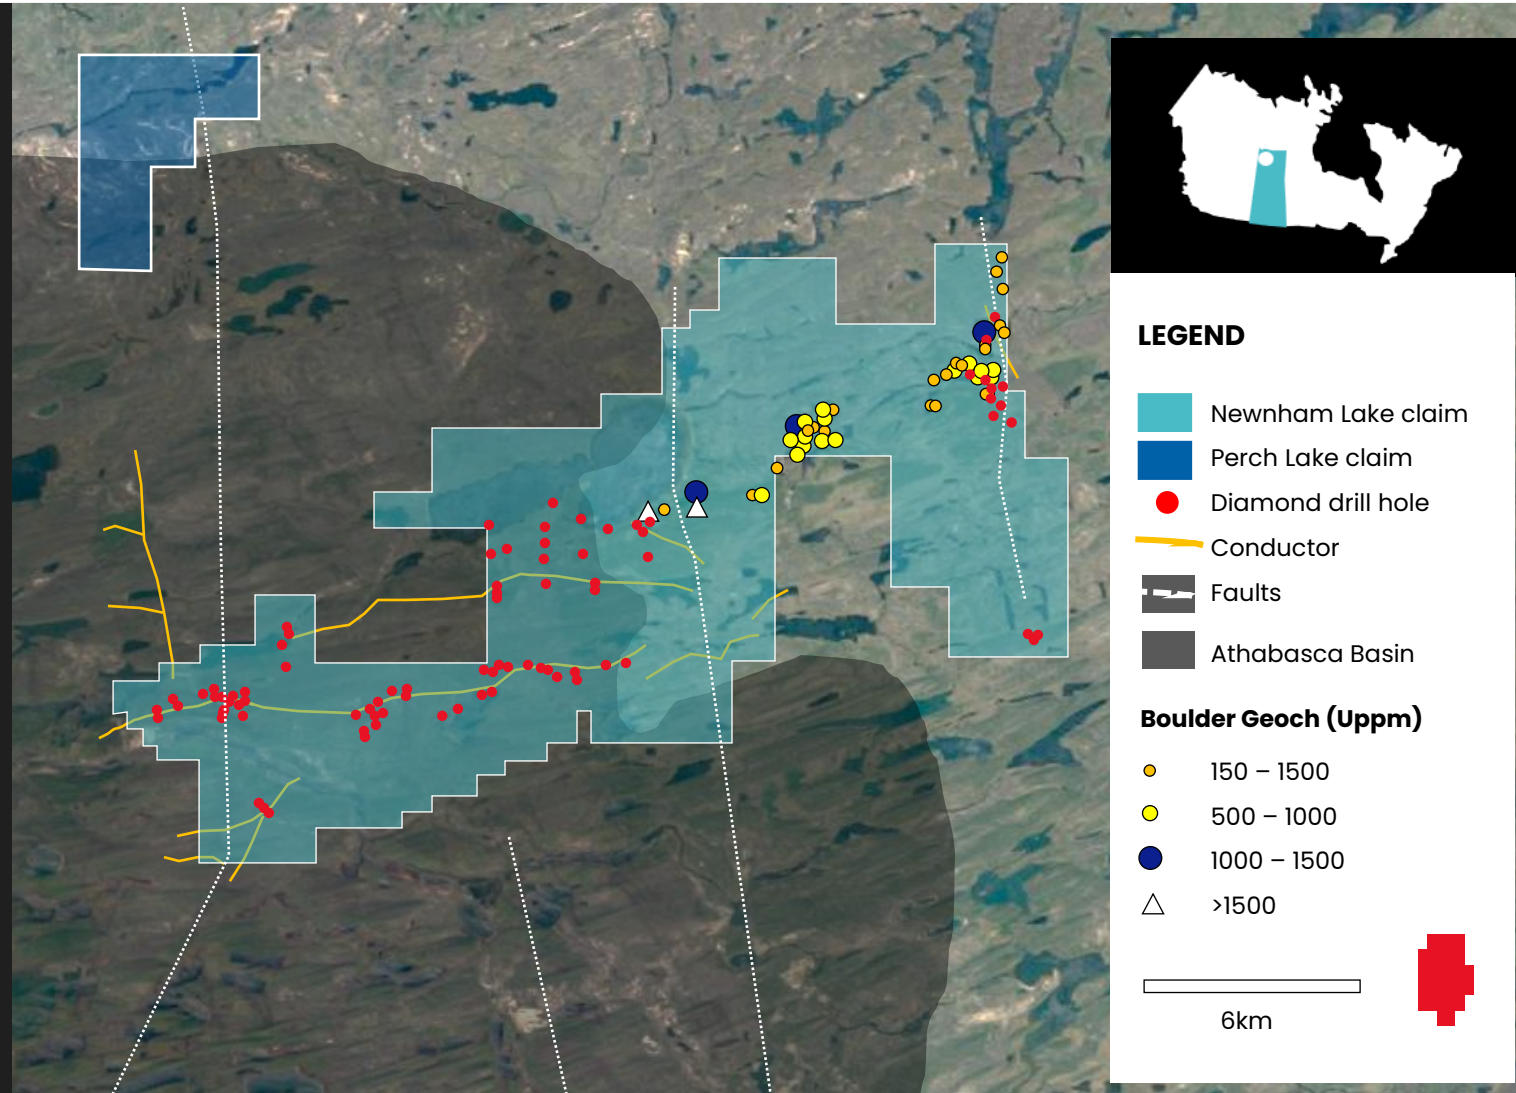 LEGEND
Newnham Lake claim
Perch Lake claim
Diamond drill hole
Conductor
Faults
Athabasca Basin
Boulder Geoch (Uppm)
150 – 1500
500 – 1000
1000 – 1500
>1500
6km